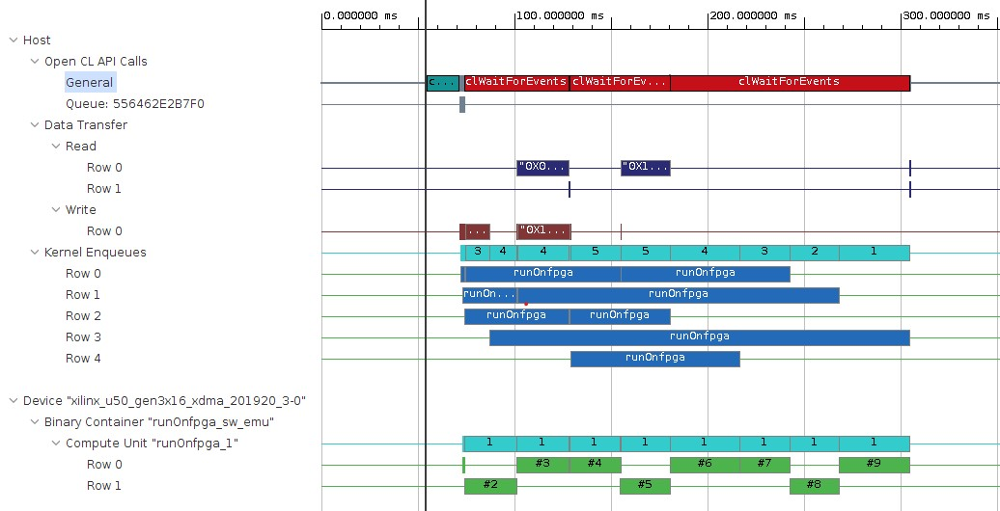 0.000000 ms 100.000000 ms 200.000000 ms 300.000000 ms
Host
Open CL API Calls
General c... clWaitForEvents clWaitForEv... clWaitForEvents
Queue: 556462E2B7F0
Data Transfer
Read
Row 0 "0X0... "0X1...
Row 1
Write
Row 0 ... "0X1...
Kernel Enqueues 3 4 4 5 5 4 3 2 1
Row 0 runOnfpga runOnfpga
Row 1 runOn... runOnfpga
Row 2 runOnfpga runOnfpga
Row 3 runOnfpga
Row 4 runOnfpga
Device "xilinx_u50_gen3x16_xdma_201920_3-0"
Binary Container "runOnfpga_sw_emu"
Compute Unit "runOnfpga_1" 1 1 1 1 1 1 1 1
Row 0 #3 #4 #6 #7 #9
Row 1 #2 #5 #8